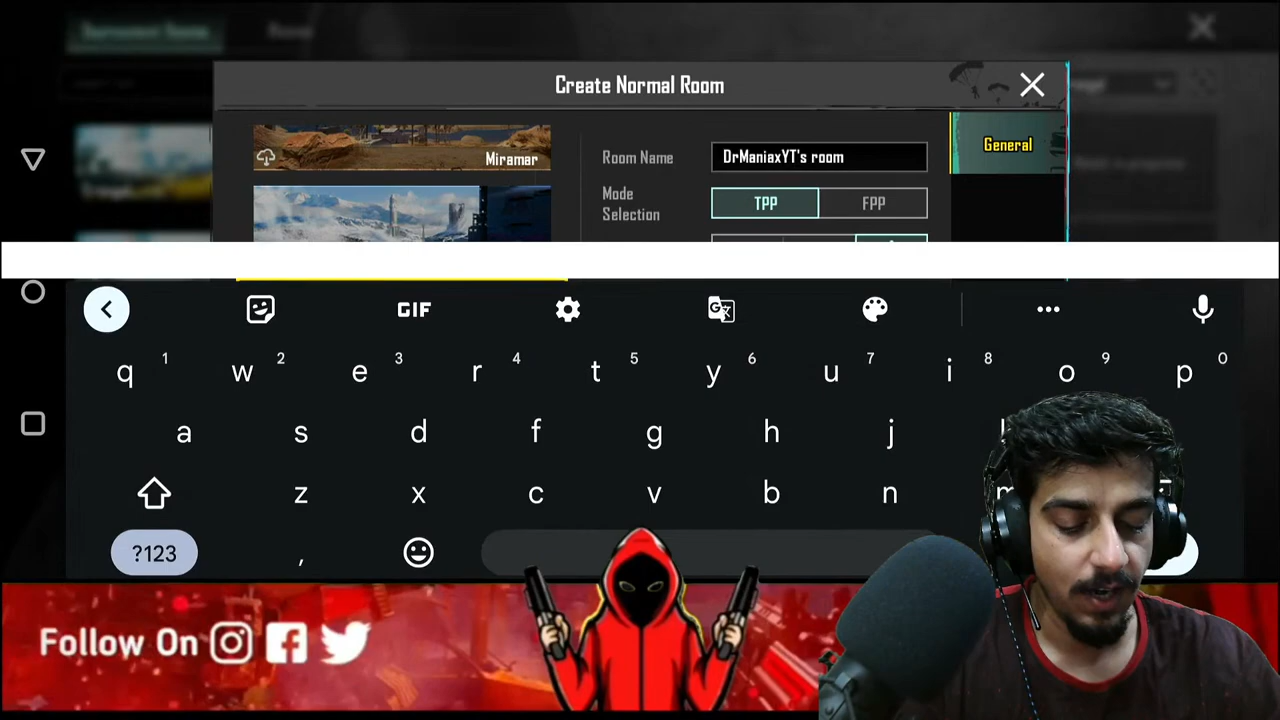 Create Normal Room
Miramar
Room Name
DrManiaxYT's room
General
Mode
Selection
TPP
FPP
GIF
q 1 w 2 e 3 r 4 t 5 y 6 u 7 i 8 o 9 p 0
a s d f g h j
z x c v b n m
?123 ,
Follow On